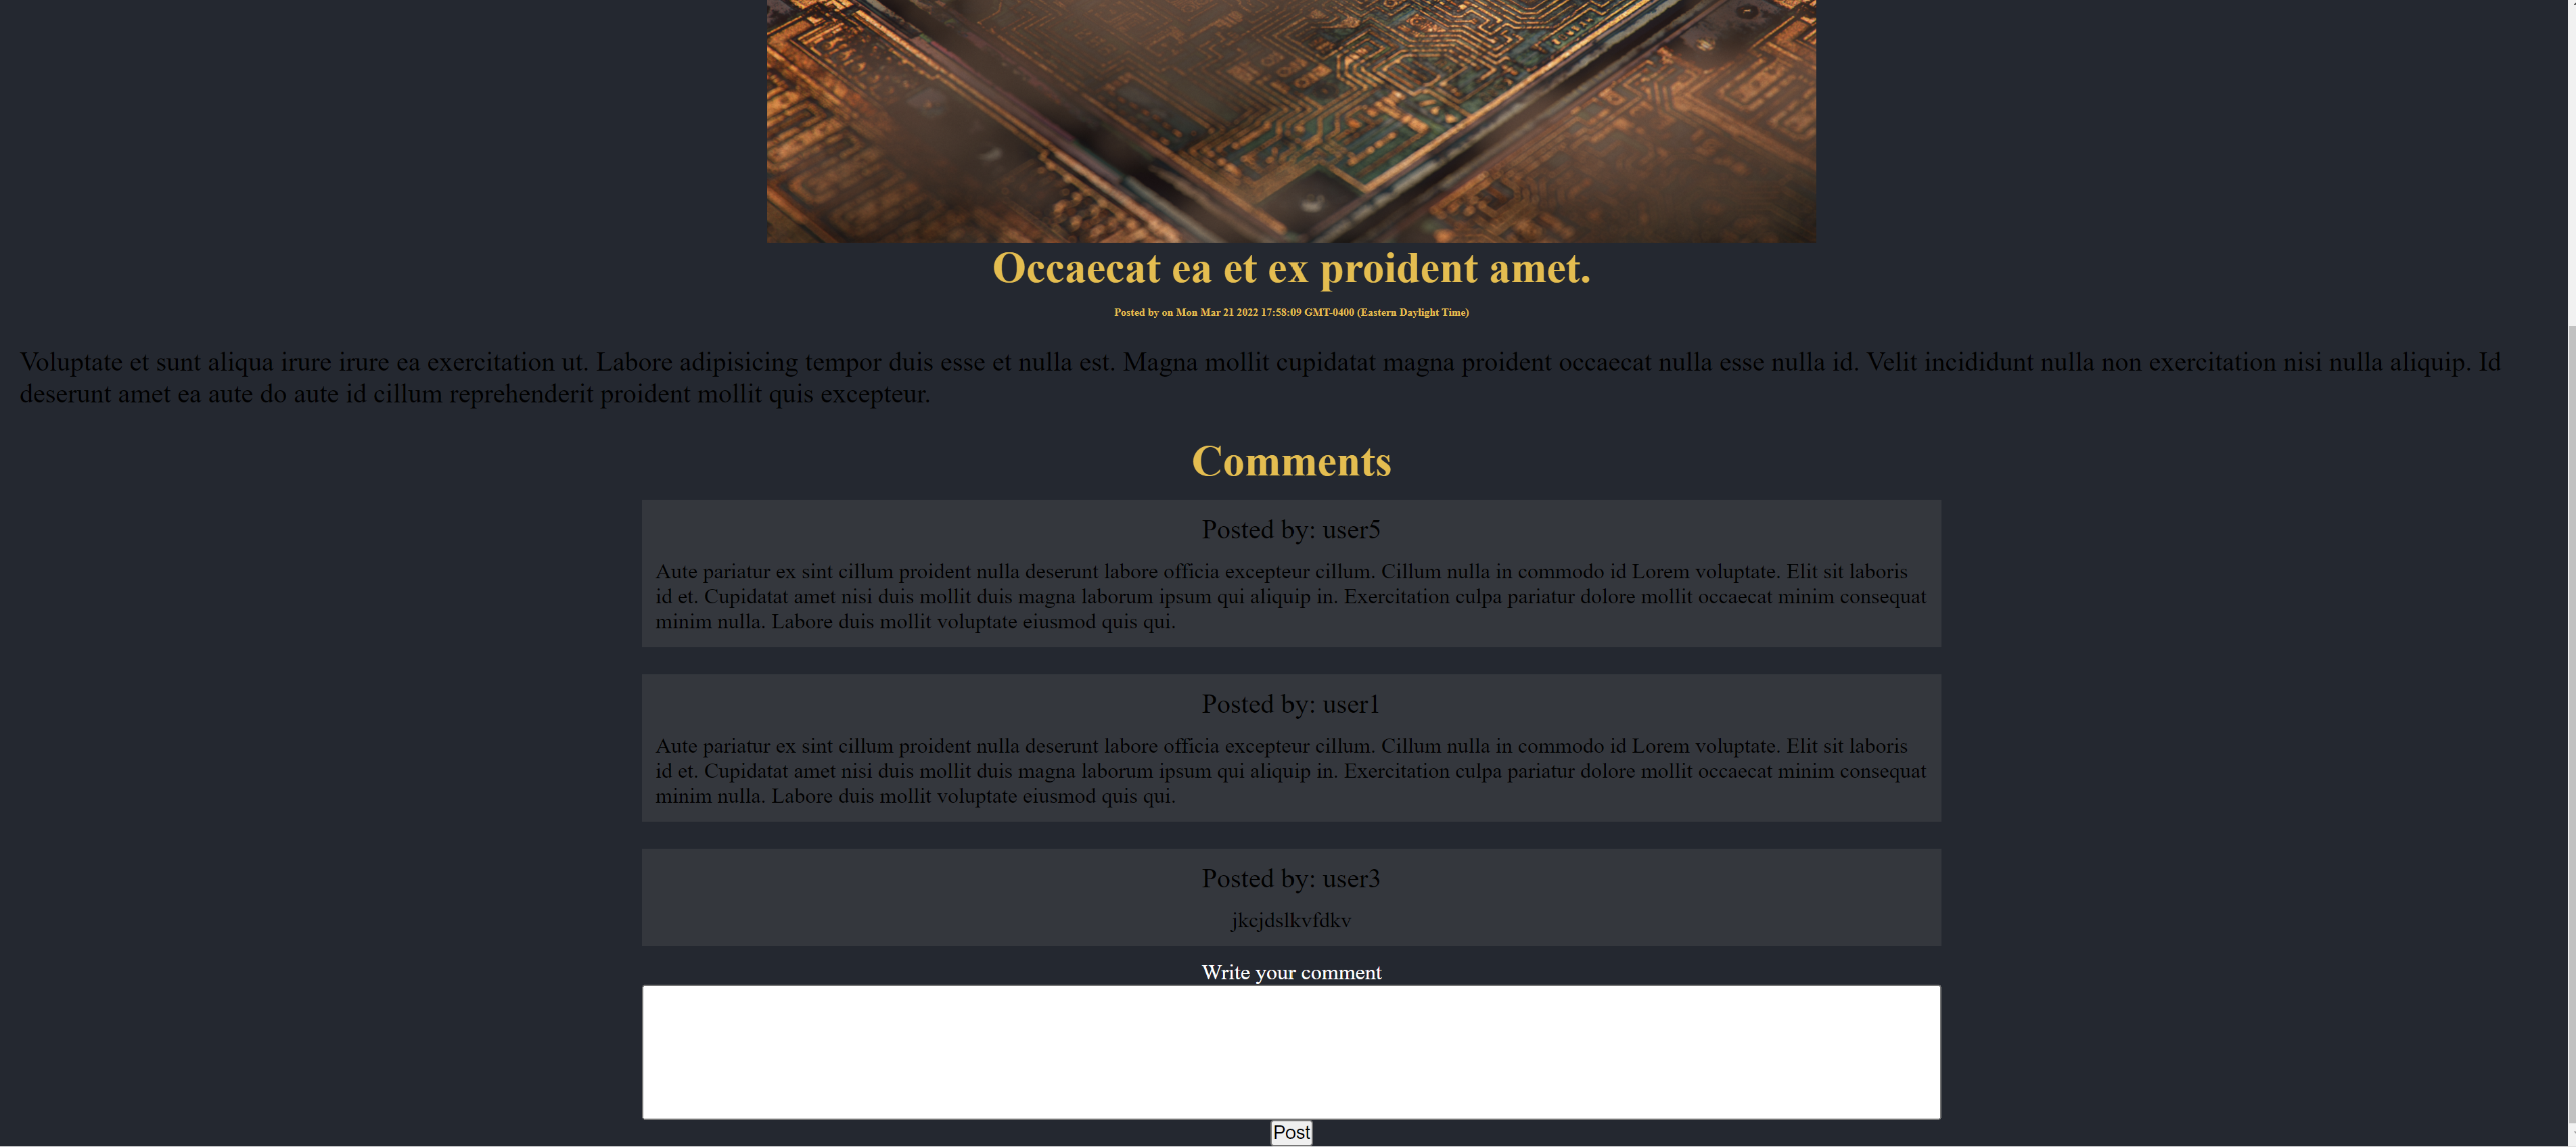 Occaecat ea et ex proident amet.
Posted by on Mon Mar 21 2022 17:58:09 GMT-0400 (Eastern Daylight Time)
Voluptate et sunt aliqua irure irure ea exercitation ut. Labore adipisicing tempor duis esse et nulla est. Magna mollit cupidatat magna proident occaecat nulla esse nulla id. Velit incididunt nulla non exercitation nisi nulla aliquip. Id
deserunt amet ea aute do aute id cillum reprehenderit proident mollit quis excepteur.
Comments
Posted by: user5
Aute pariatur ex sint cillum proident nulla deserunt labore officia excepteur cillum. Cillum nulla in commodo id Lorem voluptate. Elit sit laboris
id et. Cupidatat amet nisi duis mollit duis magna laborum ipsum qui aliquip in. Exercitation culpa pariatur dolore mollit occaecat minim consequat
minim nulla. Labore duis mollit voluptate eiusmod quis qui.
Posted by: user1
Aute pariatur ex sint cillum proident nulla deserunt labore officia excepteur cillum. Cillum nulla in commodo id Lorem voluptate. Elit sit laboris
id et. Cupidatat amet nisi duis mollit duis magna laborum ipsum qui aliquip in. Exercitation culpa pariatur dolore mollit occaecat minim consequat
minim nulla. Labore duis mollit voluptate eiusmod quis qui.
Posted by: user3
jkcjdslkvfdkv
Write your comment
Post